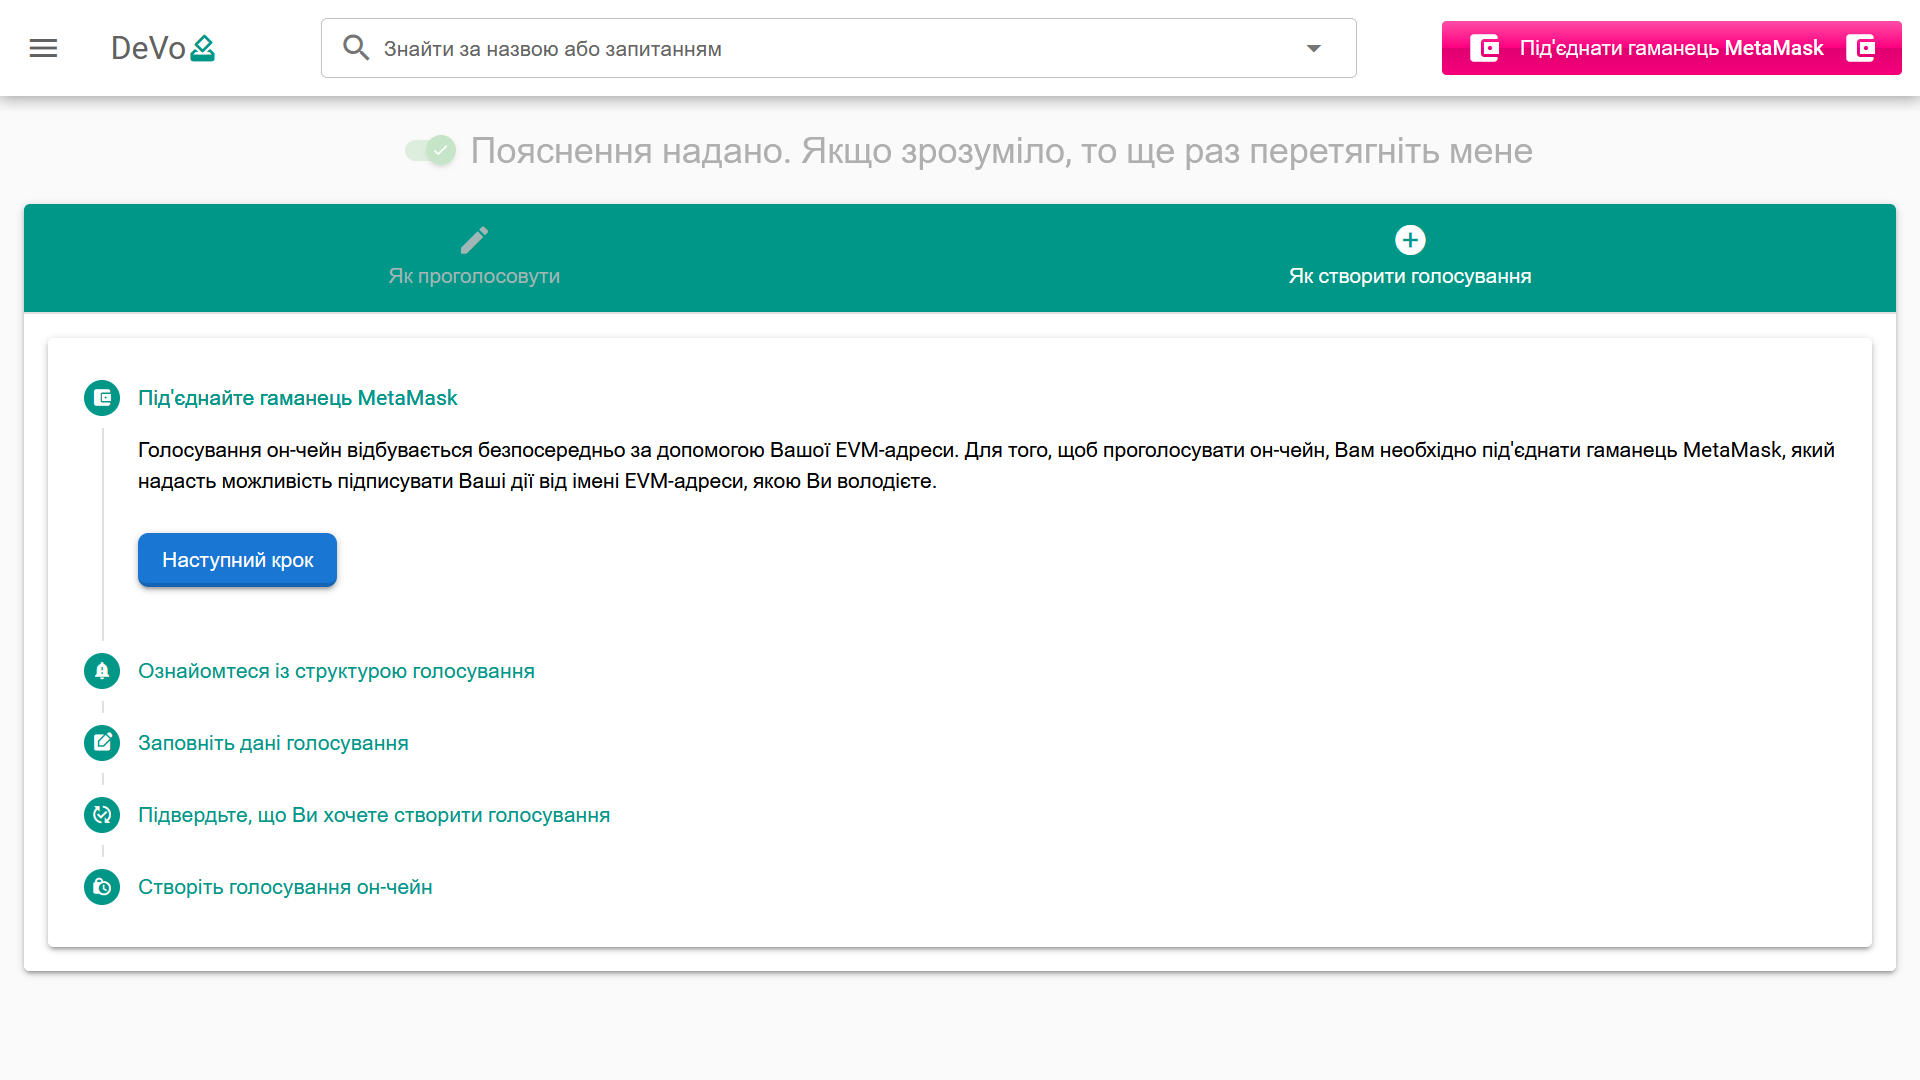 DeVo
Знайти за назвою або запитанням
Під'єднати гаманець MetaMask
Пояснення надано. Якщо зрозуміло, то ще раз перетягніть мене
Як проголосовути
Як створити голосування
Під'єднайте гаманець MetaMask
Голосування он-чейн відбувається безпосередньо за допомогою Вашої EVM-адреси. Для того, щоб проголосувати он-чейн, Вам необхідно під'єднати гаманець MetaMask, який
надасть можливість підписувати Ваші дії від імені EVM-адреси, якою Ви володієте.
Наступний крок
Ознайомтеся із структурою голосування
Заповніть дані голосування
Підвердьте, що Ви хочете створити голосування
Створіть голосування он-чейн